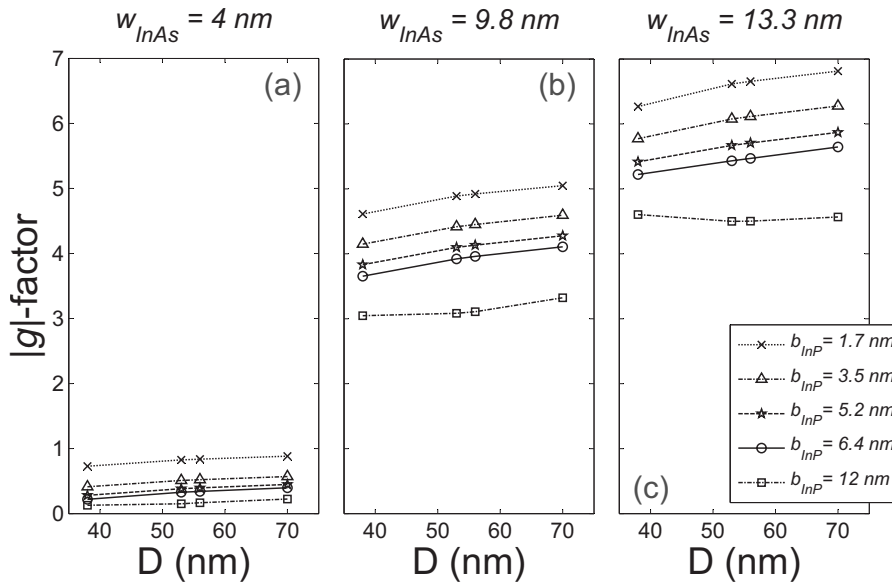 w_InAs = 4 nm
w_InAs = 9.8 nm
w_InAs = 13.3 nm
7
6
5
4
3
2
1
0
|g|-factor
(a)
(b)
(c)
b_InP = 1.7 nm
b_InP = 3.5 nm
b_InP = 5.2 nm
b_InP = 6.4 nm
b_InP = 12 nm
40 50 60 70
40 50 60 70
40 50 60 70
D (nm)
D (nm)
D (nm)